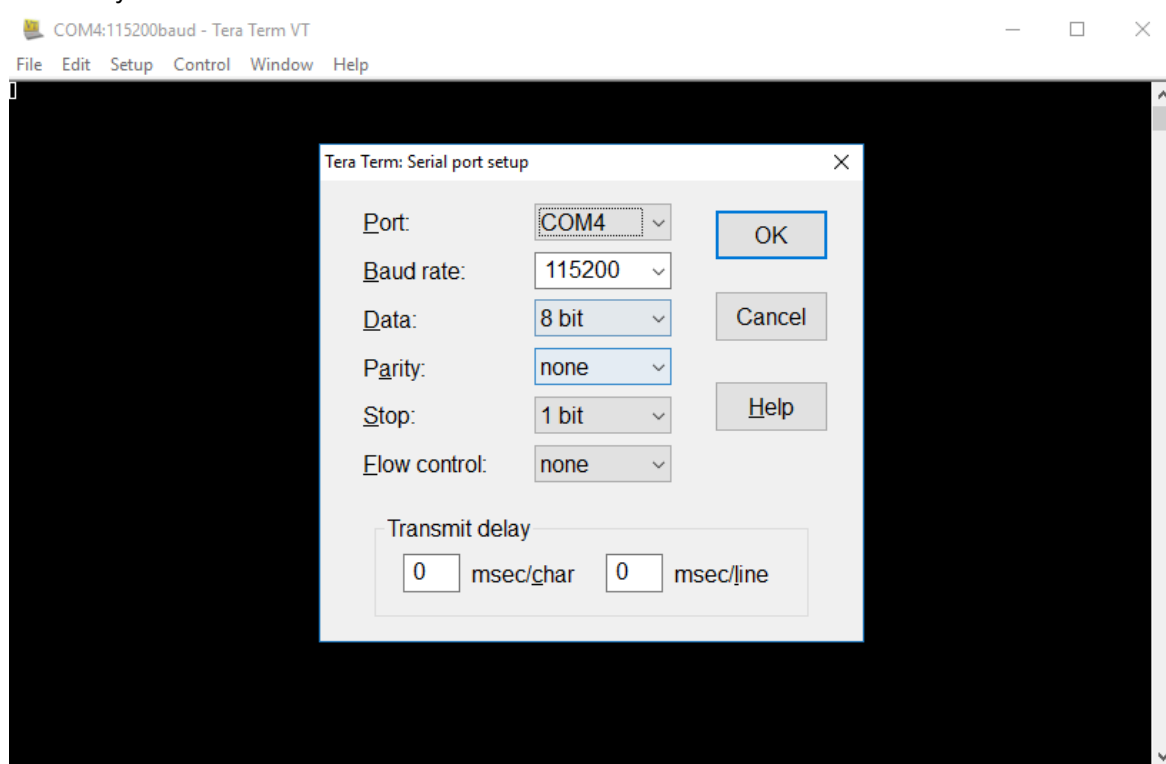 COM4:115200baud - Tera Term VT
File Edit Setup Control Window Help
Tera Term: Serial port setup
Port: COM4 OK
Baud rate: 115200
Data: 8 bit Cancel
Parity: none
Stop: 1 bit Help
Flow control: none
Transmit delay
0 msec/char 0 msec/line